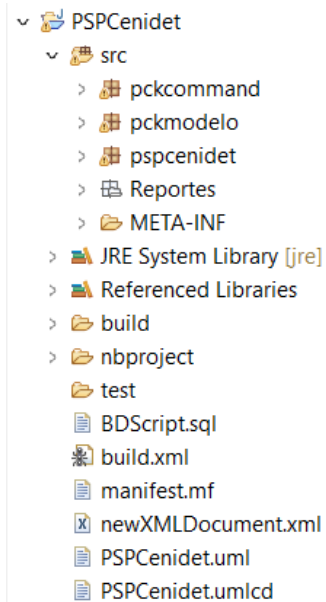 PSPCenidet
src
pckcommand
pckmodelo
pspcenidet
Reportes
META-INF
JRE System Library [jre]
Referenced Libraries
build
nbproject
test
BDScript.sql
build.xml
manifest.mf
newXMLDocument.xml
PSPCenidet.uml
PSPCenidet.umlcd